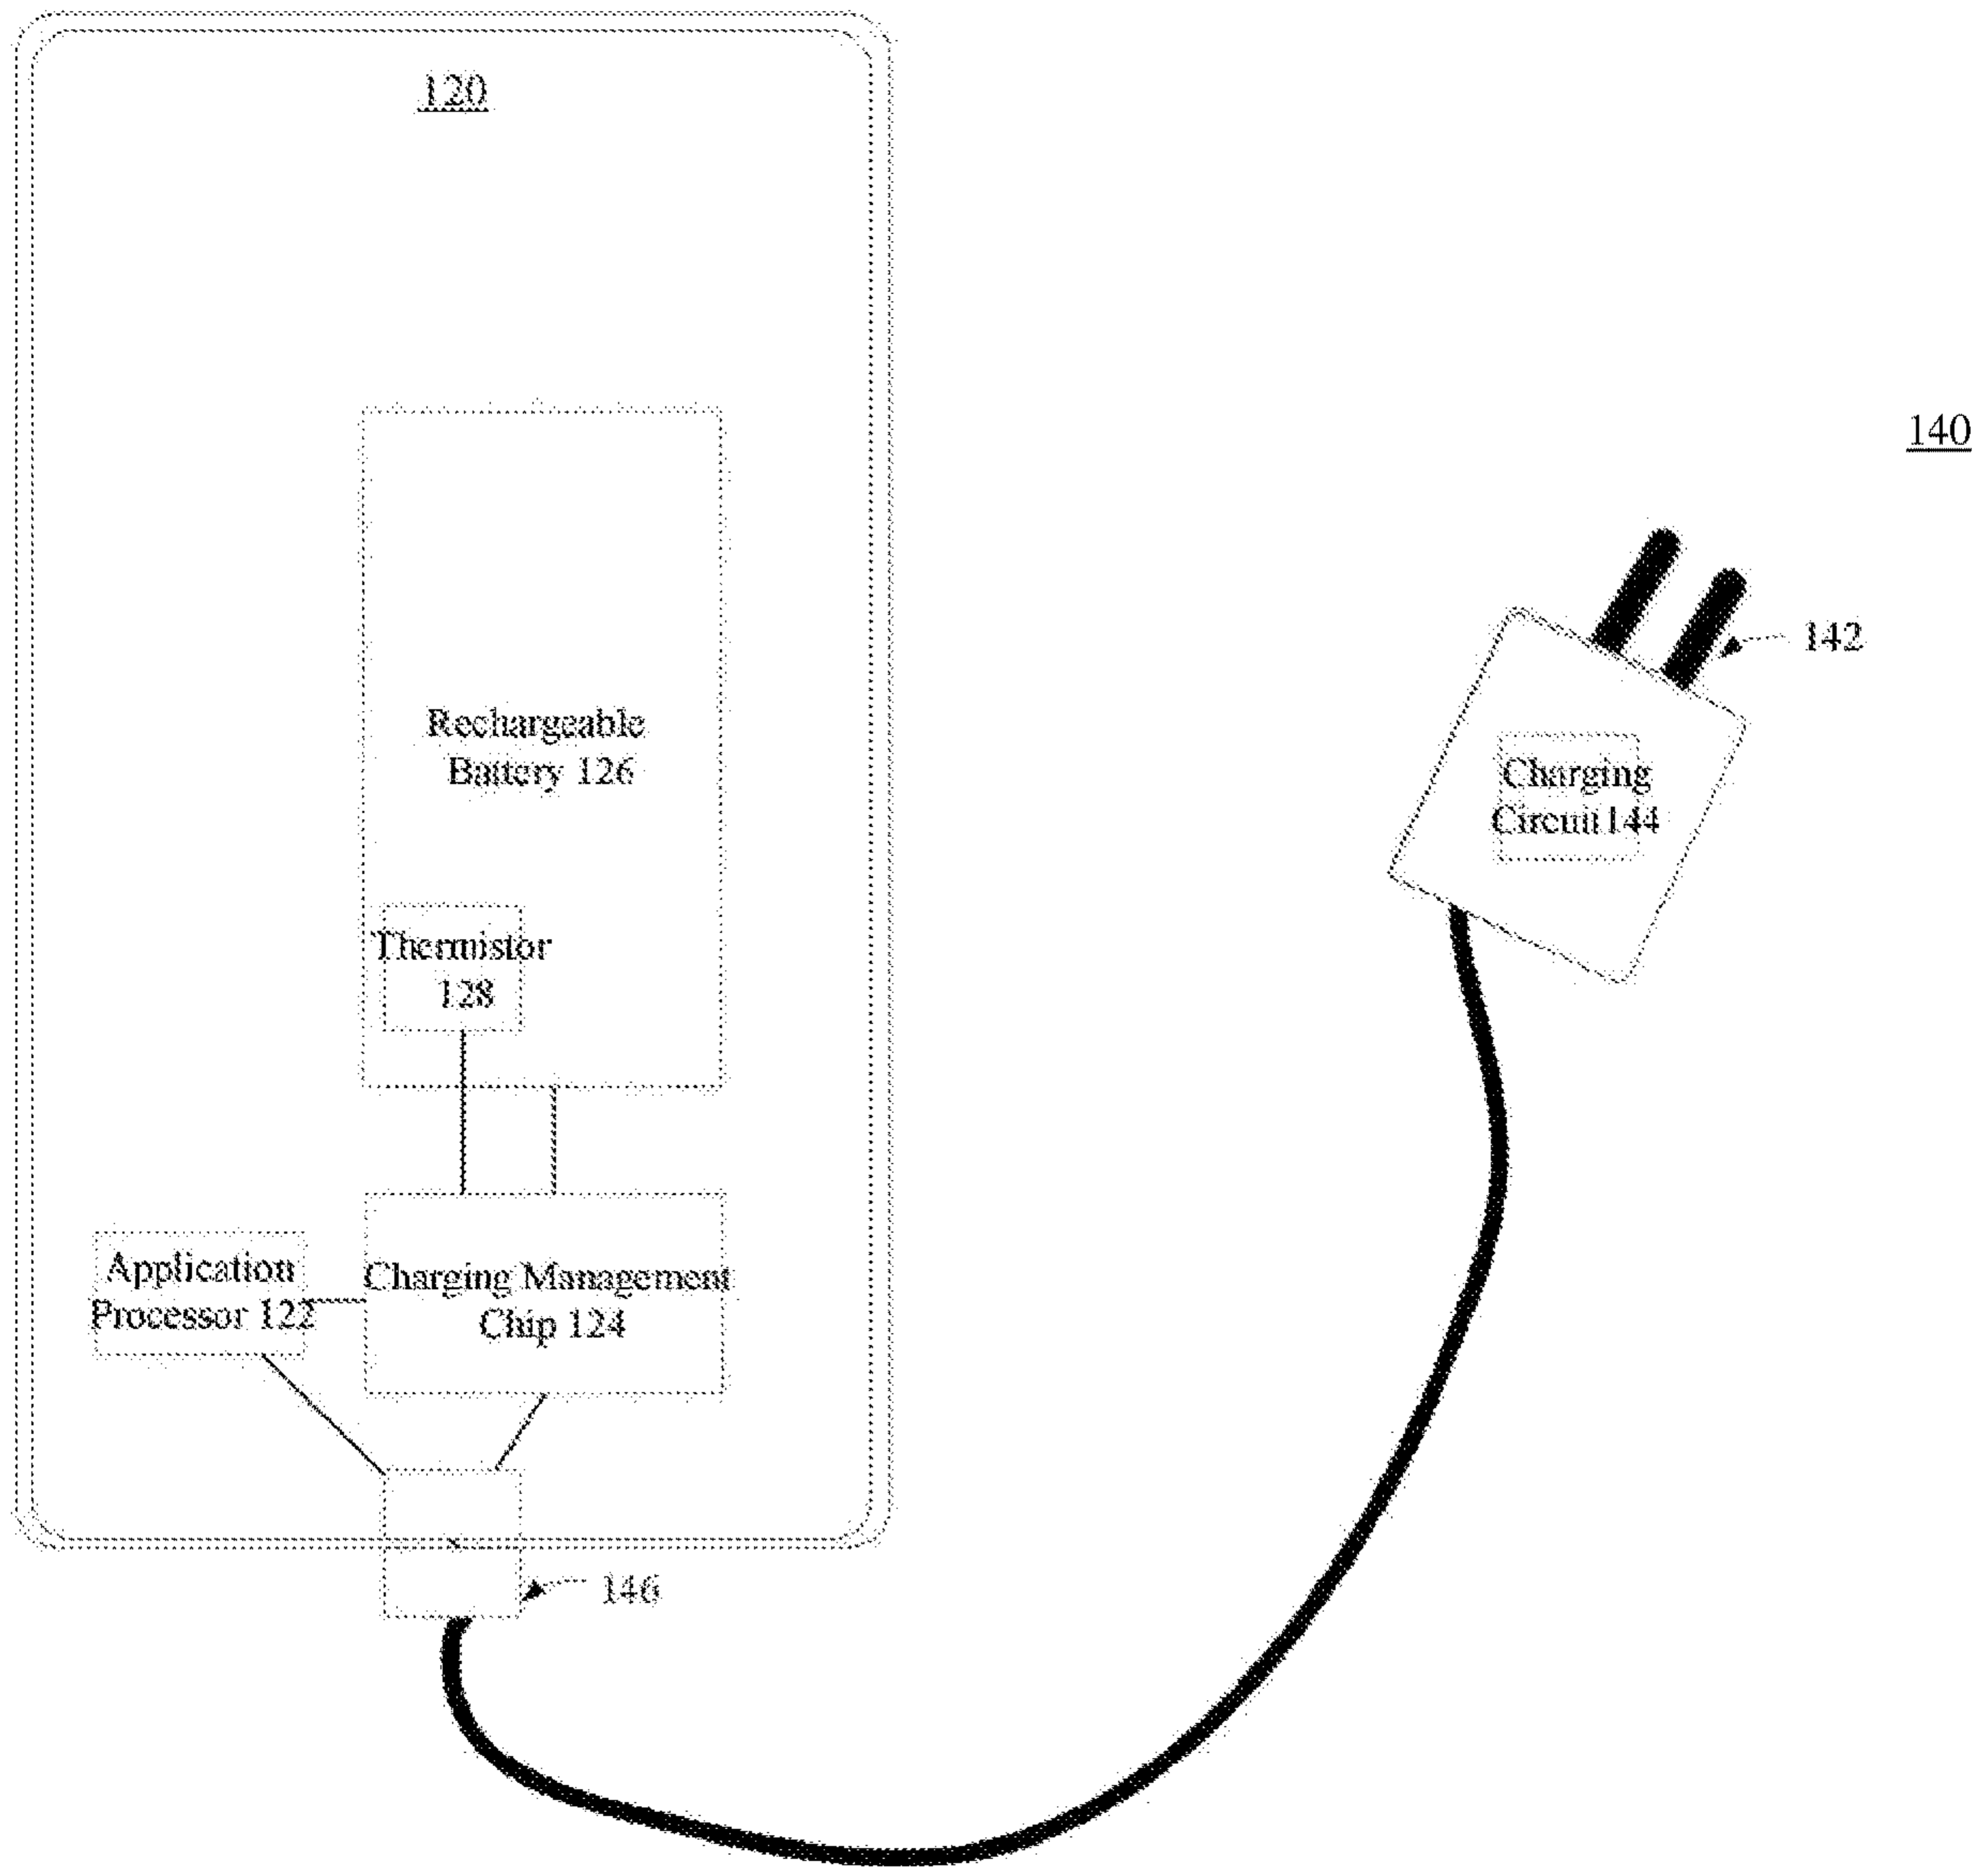 120
140
142
Rechargeable
Battery 126
Charging
Circuit 144
Thermistor
128
Application
Processor 122
Charging Management
Chip 124
146